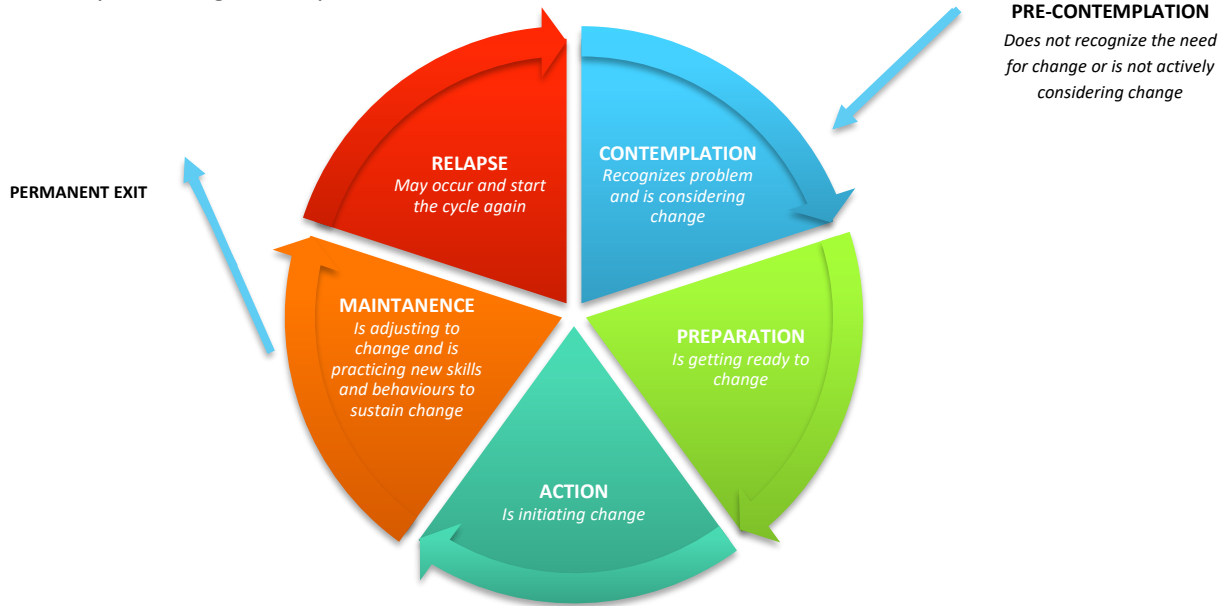 PRE-CONTEMPLATION
Does not recognize the need
for change or is not actively
considering change
CONTEMPLATION
Recognizes problem
and is considering
change
PREPARATION
Is getting ready to
change
ACTION
Is initiating change
MAINTANENCE
Is adjusting to
change and is
practicing new skills
and behaviours to
sustain change
PERMANENT EXIT
RELAPSE
May occur and start
the cycle again